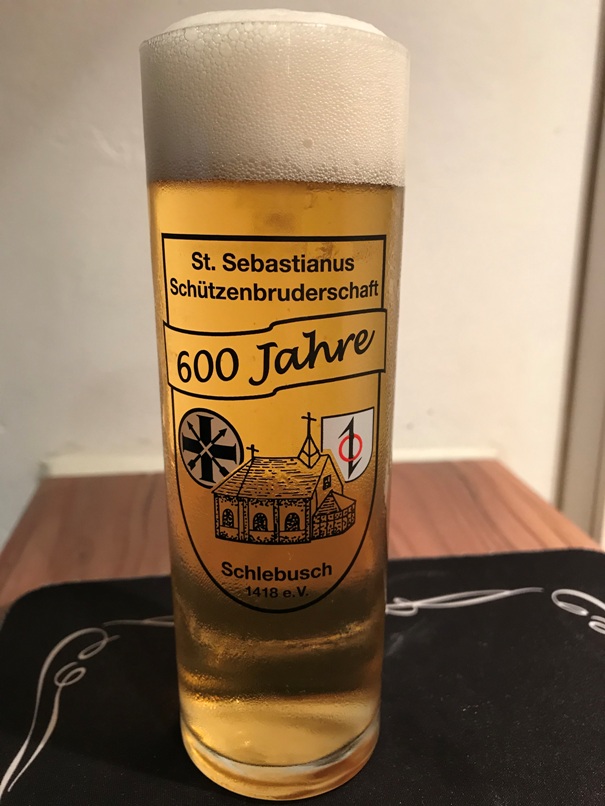 St. Sebastianus
Schützenbruderschaft
600 Jahre
Schlebusch
1418 e.V.